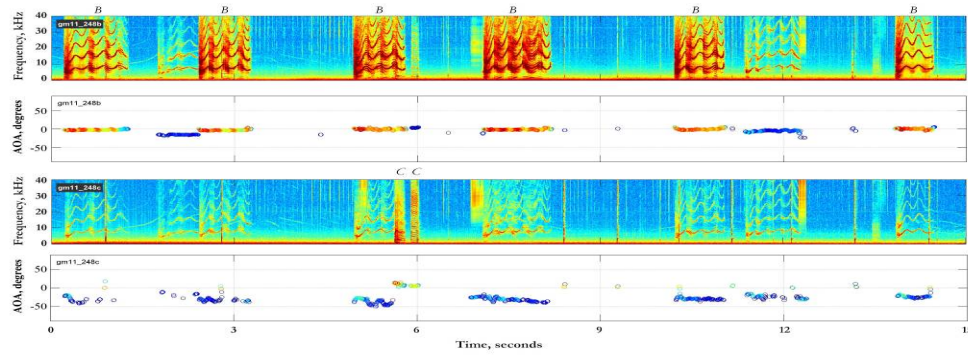 B B B B B B
40
30
20
10
0
Frequency, kHz
gm11_248b
50
0
-50
AOA, degrees
gm11_248b
C C
40
30
20
10
0
Frequency, kHz
gm11_248c
50
0
-50
AOA, degrees
gm11_248c
0 3 6 9 12 15
Time, seconds